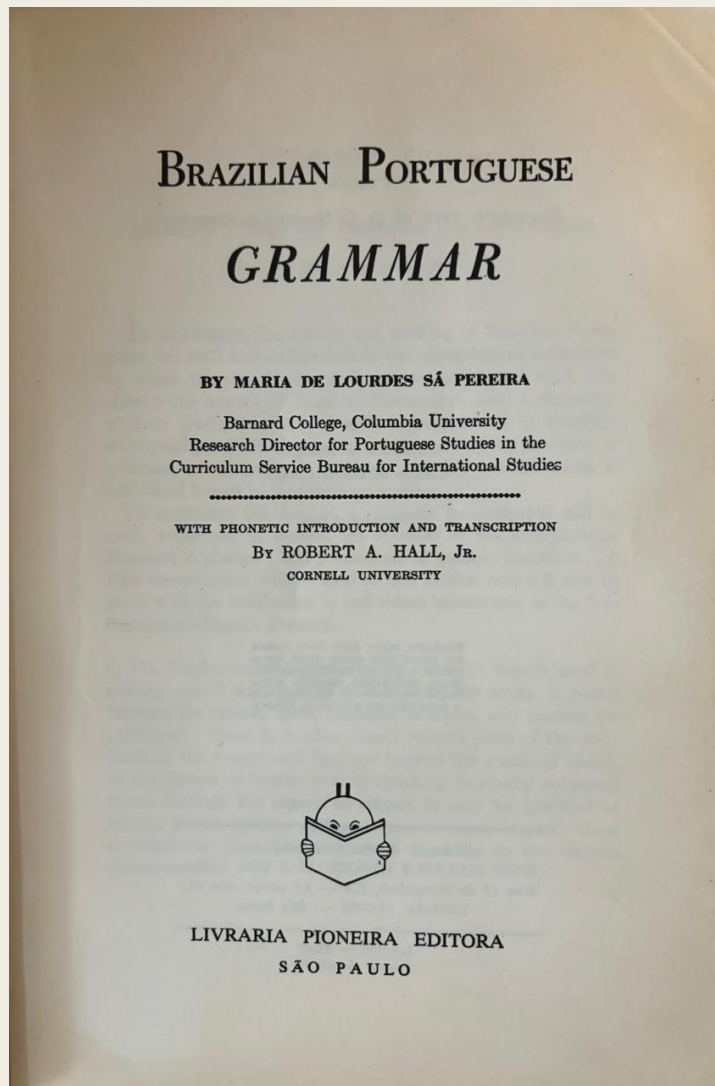 BRAZILIAN PORTUGUESE
GRAMMAR
BY MARIA DE LOURDES SÁ PEREIRA
Barnard College, Columbia University
Research Director for Portuguese Studies in the
Curriculum Service Bureau for International Studies
WITH PHONETIC INTRODUCTION AND TRANSCRIPTION
BY ROBERT A. HALL, JR.
CORNELL UNIVERSITY
LIVRARIA PIONEIRA EDITORA
SÃO PAULO